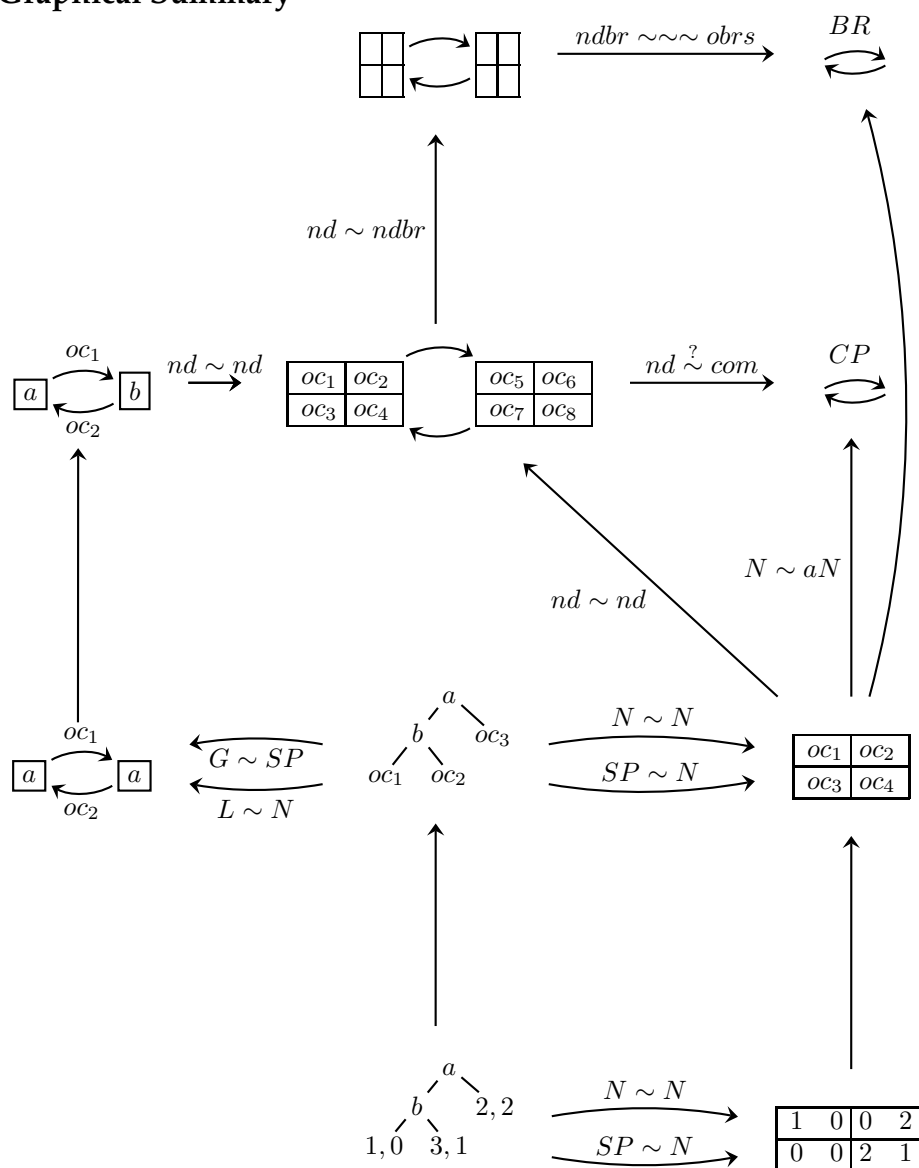 Graphical Summary
ndbr ∼∼∼ obrs
BR
nd ∼ ndbr
oc₁
a b
oc₂
nd ∼ nd
oc₁ oc₂
oc₃ oc₄
oc₅ oc₆
oc₇ oc₈
?
nd ∼ com
CP
nd ∼ nd
N ∼ aN
oc₁
a a
oc₂
G ∼ SP
L ∼ N
a
b oc₃
oc₁ oc₂
N ∼ N
SP ∼ N
oc₁ oc₂
oc₃ oc₄
a
b 2, 2
1, 0 3, 1
N ∼ N
SP ∼ N
1 0 0 2
0 0 2 1